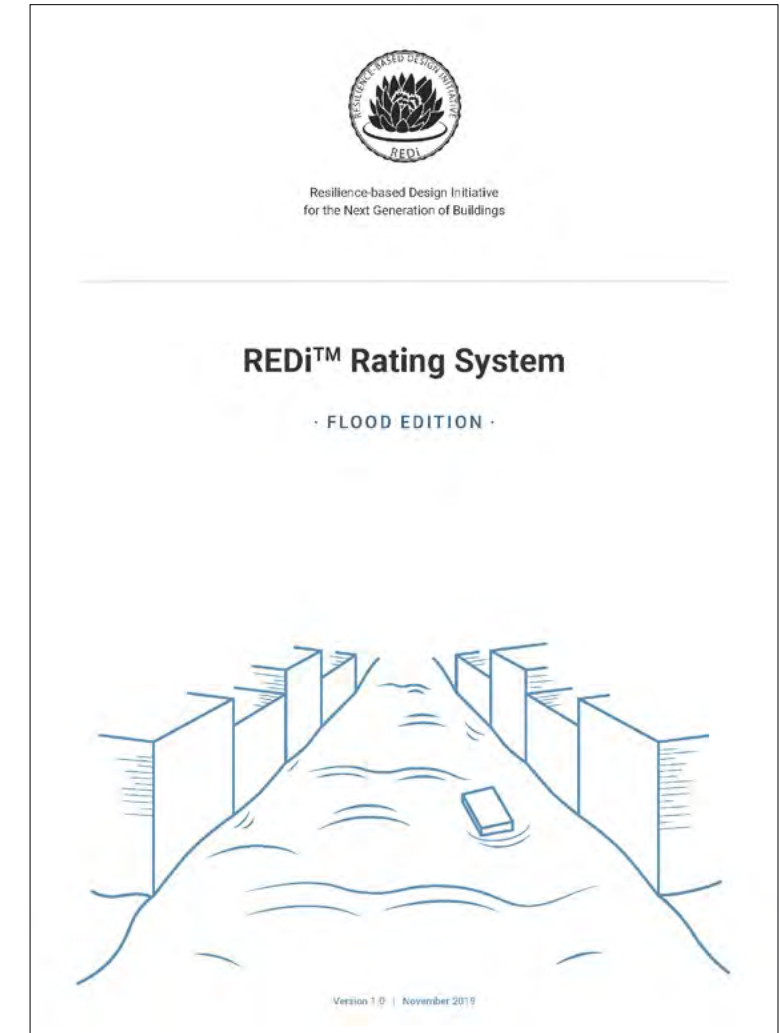 RESILIENCE-BASED DESIGN INITIATIVE
REDi
Resilience-based Design Initiative
for the Next Generation of Buildings
REDi™ Rating System
· FLOOD EDITION ·
Version 1.0 | November 2019